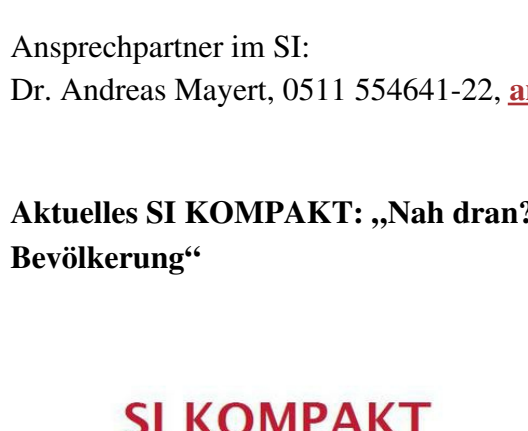 Ansprechpartner im SI:
Dr. Andreas Mayert, 0511 554641-22,
Aktuelles SI KOMPAKT: „Nah dran?
Bevölkerung“
SI KOMPAKT